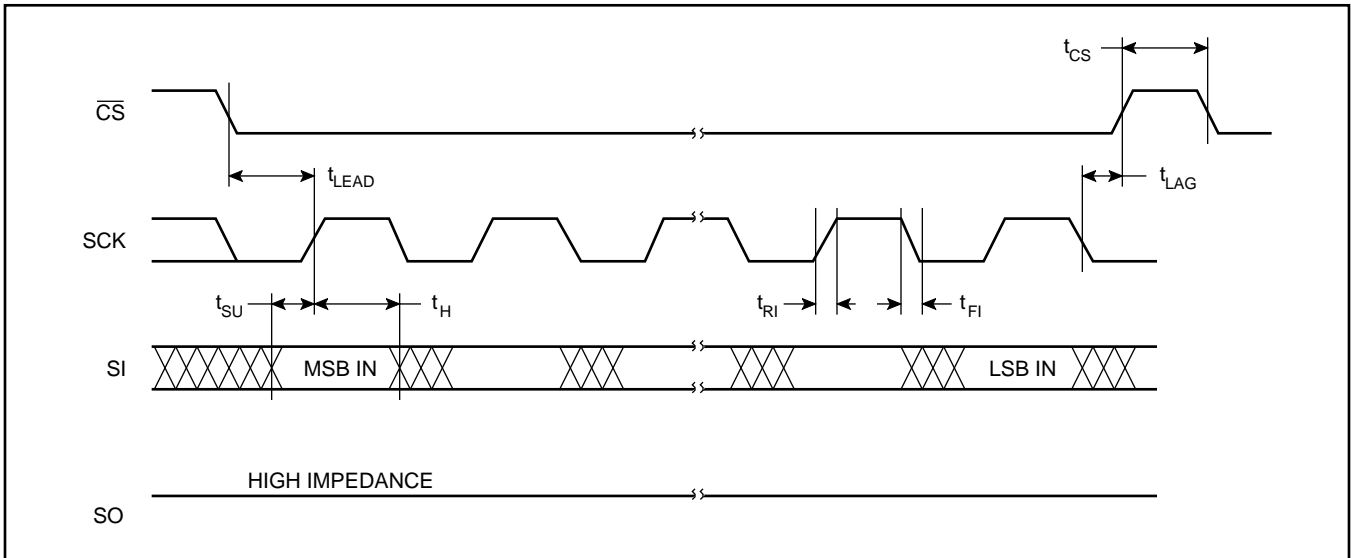 tCS
CS
tLEAD
tLAG
SCK
tSU
tH
tRI
tFI
SI
MSB IN
LSB IN
HIGH IMPEDANCE
SO